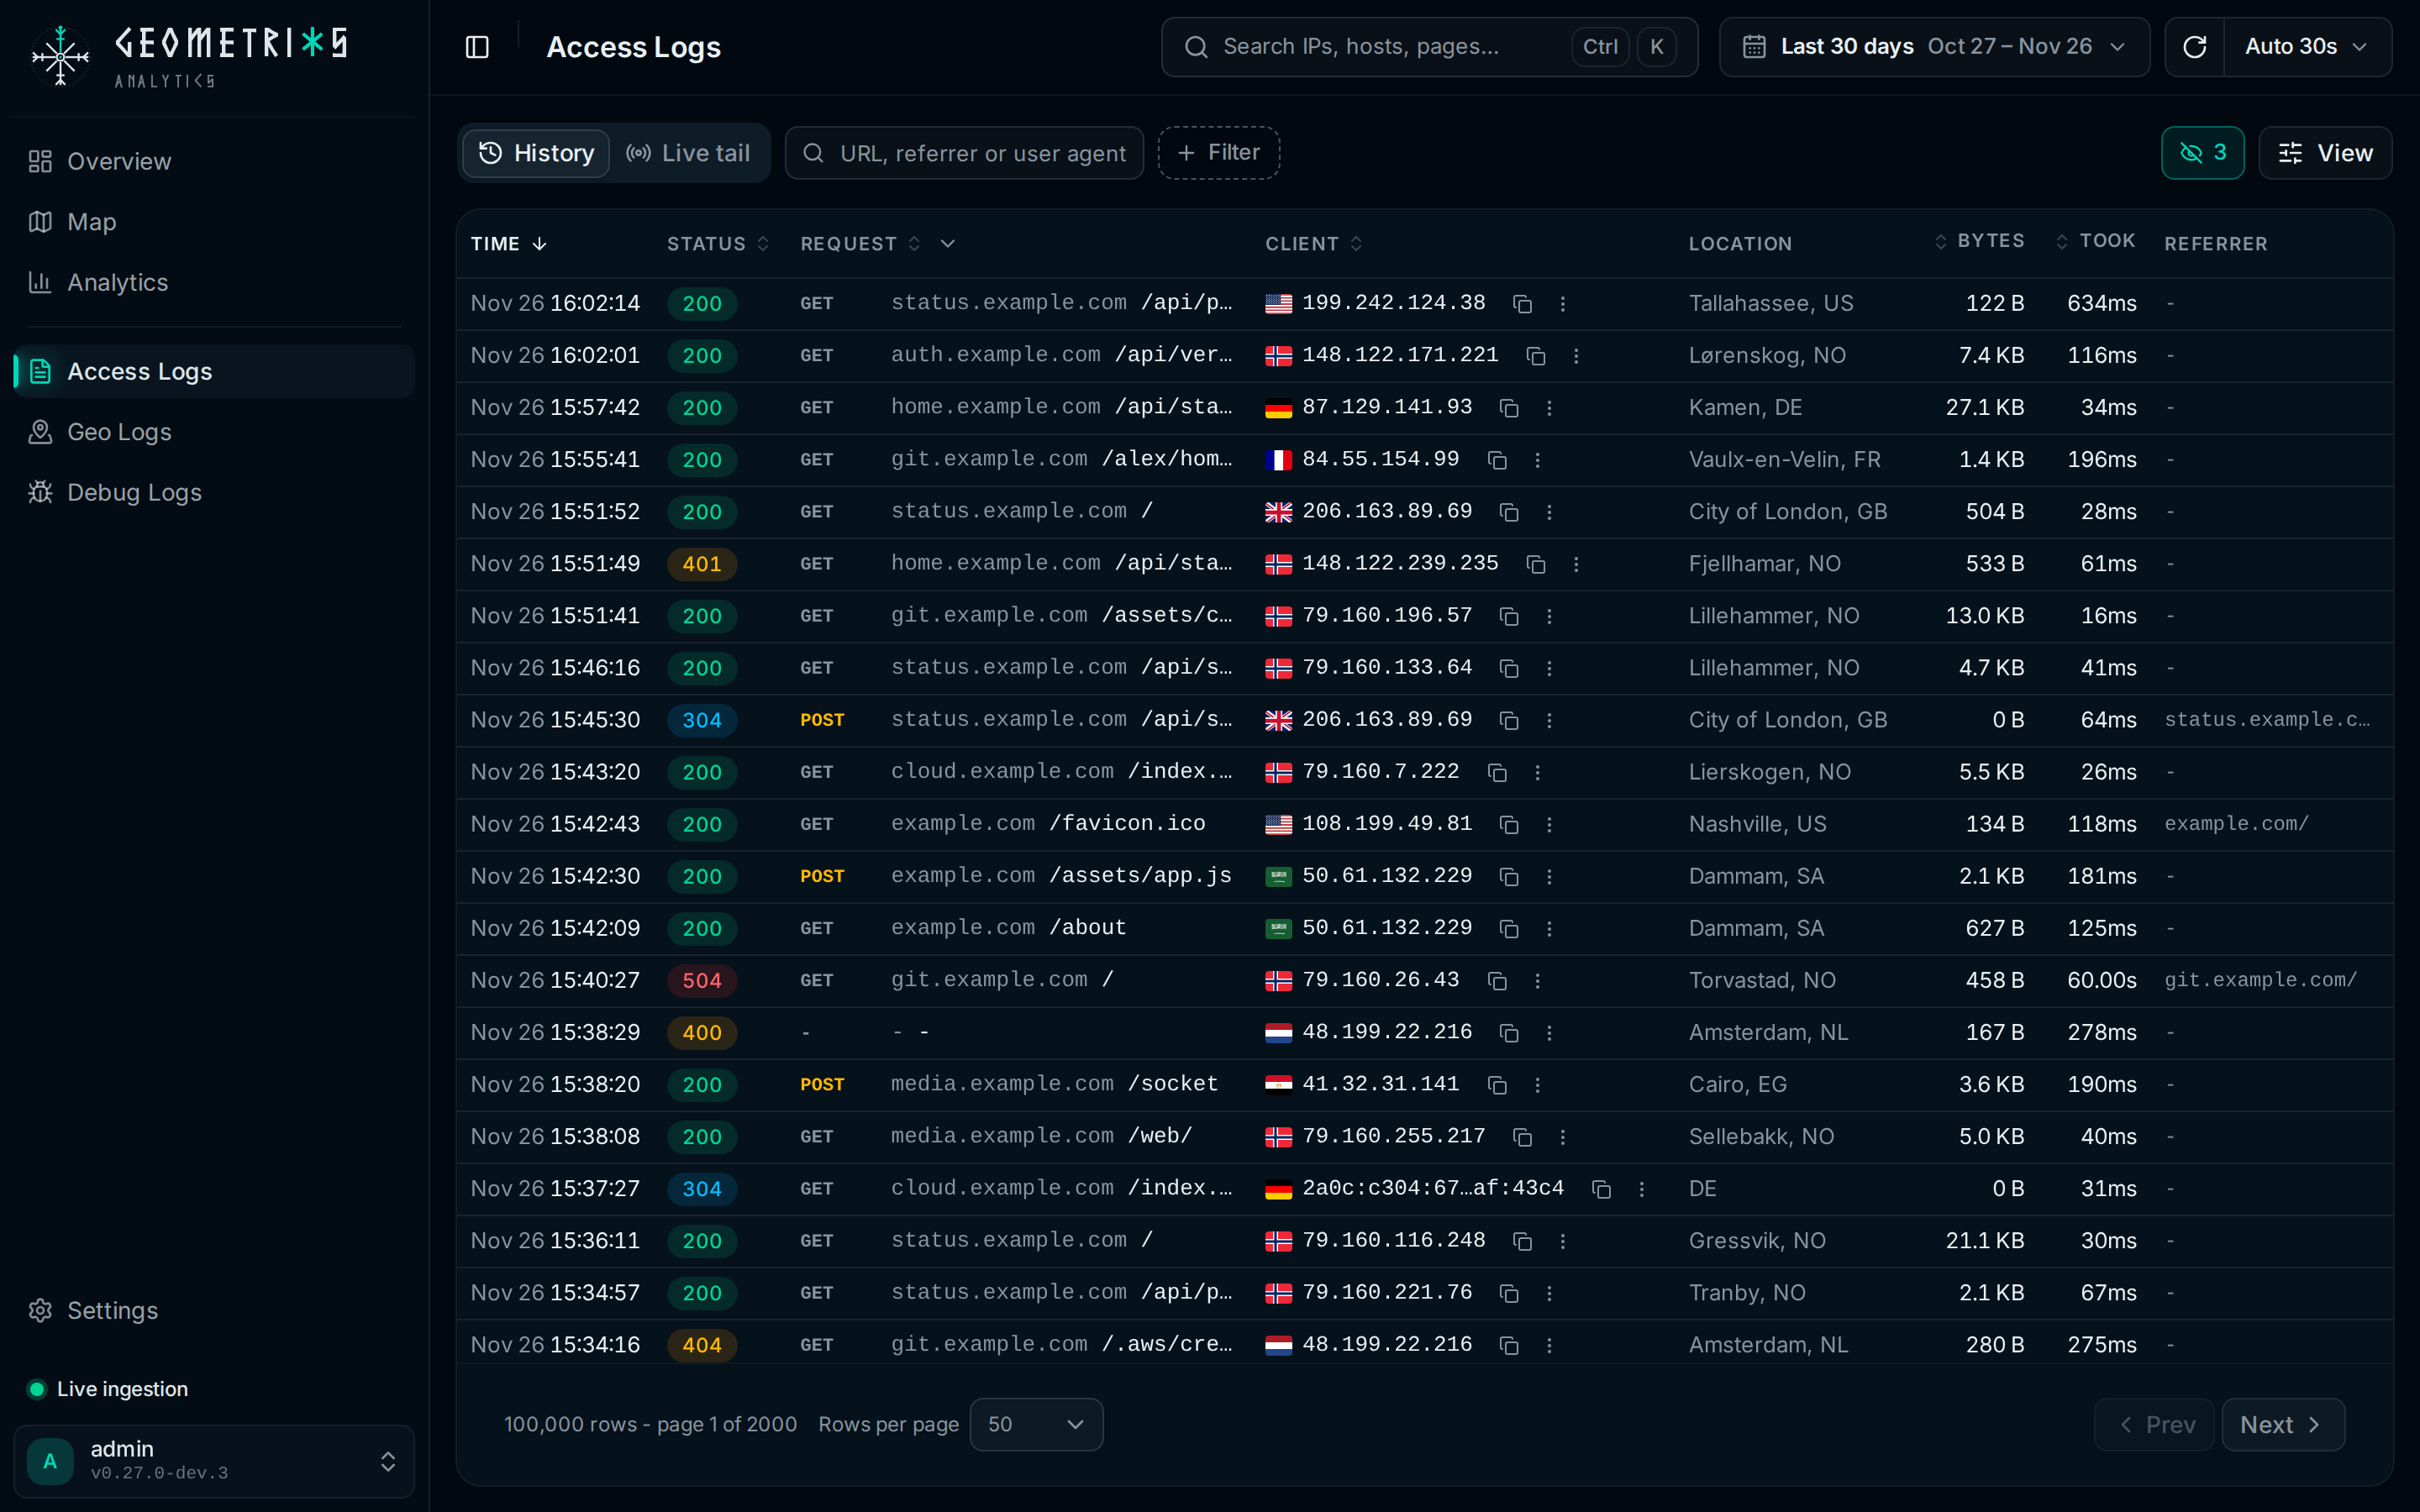 GEOMETRIKS
ANALYTICS
Overview
Map
Analytics
Access Logs
Geo Logs
Debug Logs
Settings
Live ingestion
A
admin
v0.27.0-dev.3
Access Logs
Search IPs, hosts, pages...
Ctrl
K
Last 30 days Oct 27 – Nov 26
Auto 30s
History
Live tail
URL, referrer or user agent
+ Filter
3
View
TIME STATUS REQUEST CLIENT LOCATION BYTES TOOK REFERRER
Nov 26 16:02:14 200 GET status.example.com /api/p… 199.242.124.38 Tallahassee, US 122 B 634ms -
Nov 26 16:02:01 200 GET auth.example.com /api/ver… 148.122.171.221 Lørenskog, NO 7.4 KB 116ms -
Nov 26 15:57:42 200 GET home.example.com /api/sta… 87.129.141.93 Kamen, DE 27.1 KB 34ms -
Nov 26 15:55:41 200 GET git.example.com /alex/hom… 84.55.154.99 Vaulx-en-Velin, FR 1.4 KB 196ms -
Nov 26 15:51:52 200 GET status.example.com / 206.163.89.69 City of London, GB 504 B 28ms -
Nov 26 15:51:49 401 GET home.example.com /api/sta… 148.122.239.235 Fjellhamar, NO 533 B 61ms -
Nov 26 15:51:41 200 GET git.example.com /assets/c… 79.160.196.57 Lillehammer, NO 13.0 KB 16ms -
Nov 26 15:46:16 200 GET status.example.com /api/s… 79.160.133.64 Lillehammer, NO 4.7 KB 41ms -
Nov 26 15:45:30 304 POST status.example.com /api/s… 206.163.89.69 City of London, GB 0 B 64ms status.example.c…
Nov 26 15:43:20 200 GET cloud.example.com /index.… 79.160.7.222 Lierskogen, NO 5.5 KB 26ms -
Nov 26 15:42:43 200 GET example.com /favicon.ico 108.199.49.81 Nashville, US 134 B 118ms example.com/
Nov 26 15:42:30 200 POST example.com /assets/app.js 50.61.132.229 Dammam, SA 2.1 KB 181ms -
Nov 26 15:42:09 200 GET example.com /about 50.61.132.229 Dammam, SA 627 B 125ms -
Nov 26 15:40:27 504 GET git.example.com / 79.160.26.43 Torvastad, NO 458 B 60.00s git.example.com/
Nov 26 15:38:29 400 - - - 48.199.22.216 Amsterdam, NL 167 B 278ms -
Nov 26 15:38:20 200 POST media.example.com /socket 41.32.31.141 Cairo, EG 3.6 KB 190ms -
Nov 26 15:38:08 200 GET media.example.com /web/ 79.160.255.217 Sellebakk, NO 5.0 KB 40ms -
Nov 26 15:37:27 304 GET cloud.example.com /index.… 2a0c:c304:67…af:43c4 DE 0 B 31ms -
Nov 26 15:36:11 200 GET status.example.com / 79.160.116.248 Gressvik, NO 21.1 KB 30ms -
Nov 26 15:34:57 200 GET status.example.com /api/p… 79.160.221.76 Tranby, NO 2.1 KB 67ms -
Nov 26 15:34:16 404 GET git.example.com /.aws/cre… 48.199.22.216 Amsterdam, NL 280 B 275ms -
100,000 rows - page 1 of 2000 Rows per page 50
Prev
Next